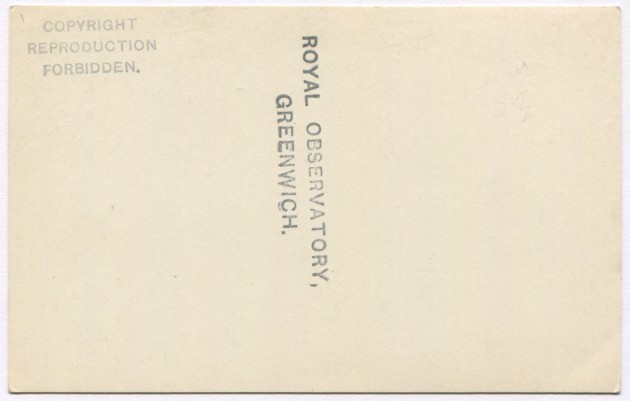 COPYRIGHT
REPRODUCTION
FORBIDDEN.
ROYAL OBSERVATORY,
GREENWICH.